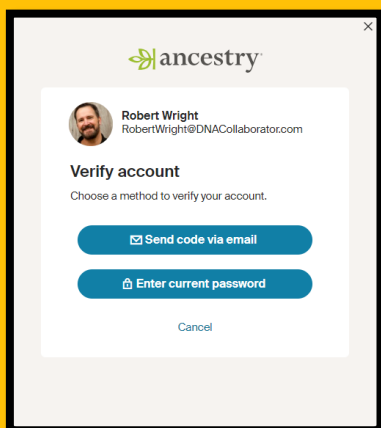 ancestry
Robert Wright
RobertWright@DNACollaborator.com
Verify account
Choose a method to verify your account.
Send code via email
Enter current password
Cancel